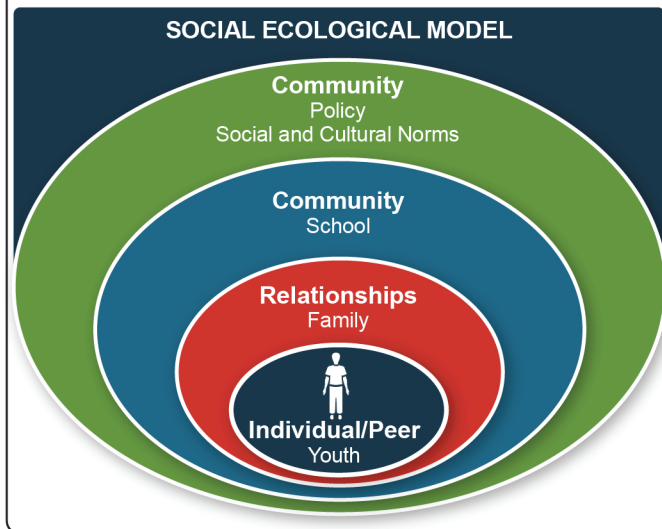 SOCIAL ECOLOGICAL MODEL
Community
Policy
Social and Cultural Norms
Community
School
Relationships
Family
Individual/Peer
Youth